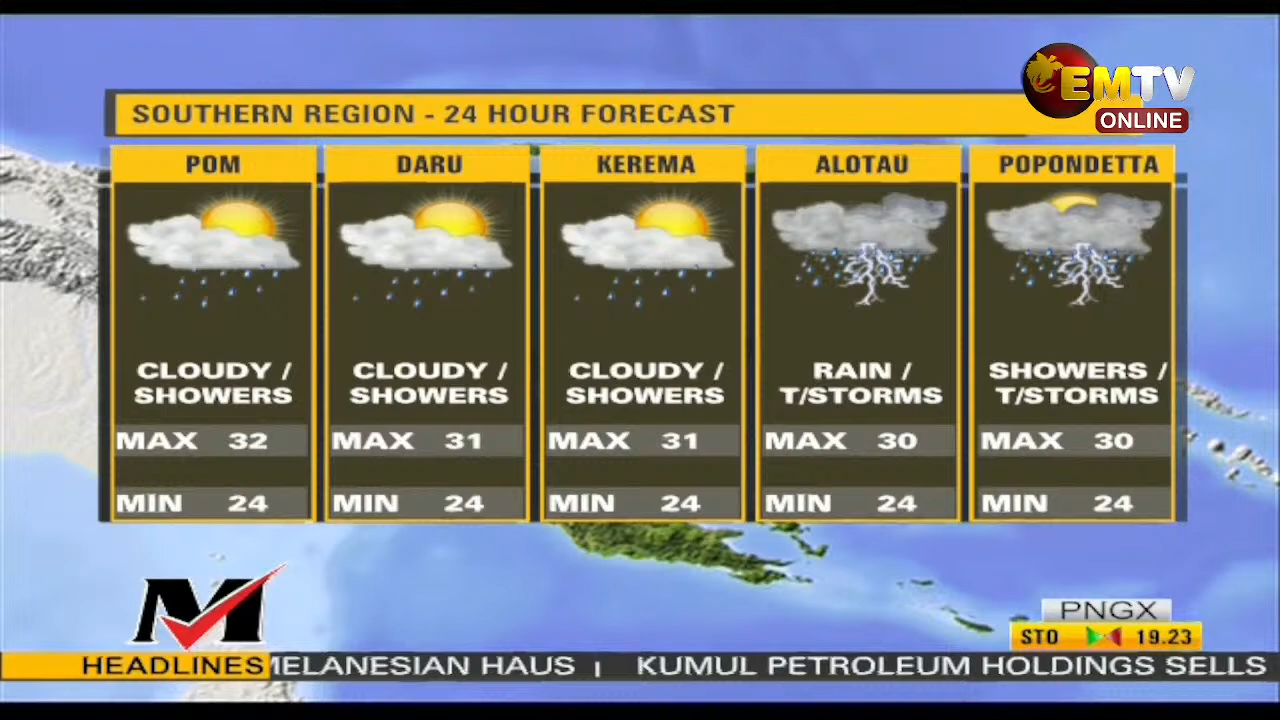 EMTV
ONLINE
SOUTHERN REGION - 24 HOUR FORECAST
POM
CLOUDY /
SHOWERS
MAX 32
MIN 24
DARU
CLOUDY /
SHOWERS
MAX 31
MIN 24
KEREMA
CLOUDY /
SHOWERS
MAX 31
MIN 24
ALOTAU
RAIN /
T/STORMS
MAX 30
MIN 24
POPONDETTA
SHOWERS /
T/STORMS
MAX 30
MIN 24
M
PNGX
STO 19.23
HEADLINES MELANESIAN HAUS | KUMUL PETROLEUM HOLDINGS SELLS